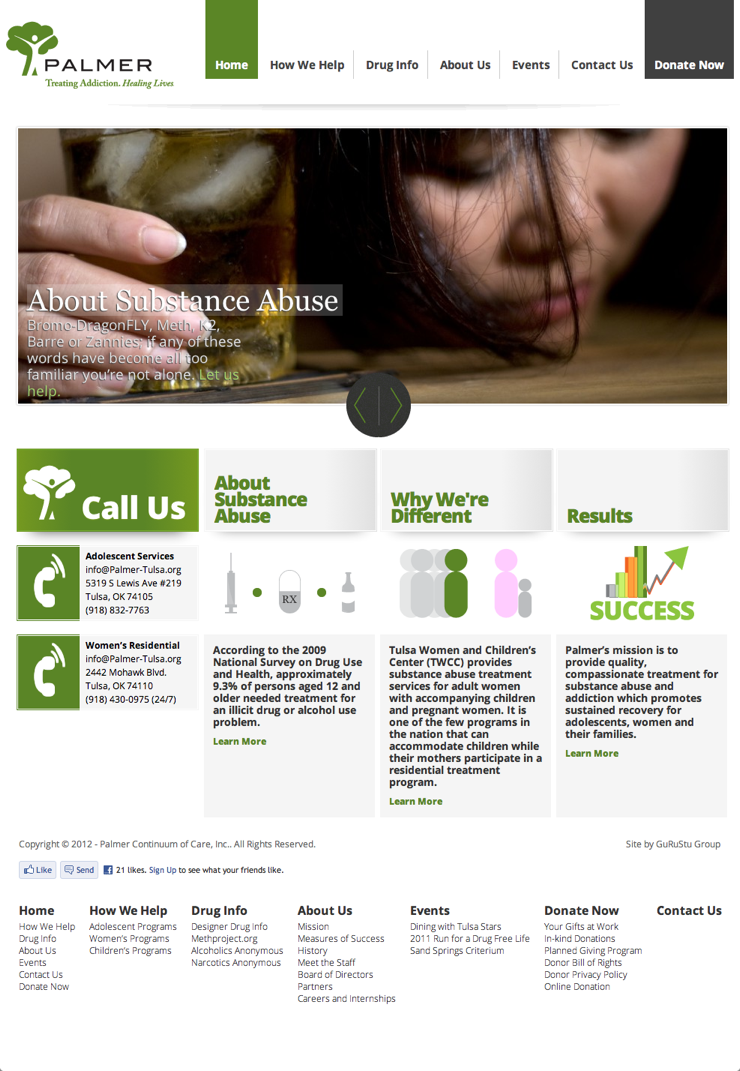 PALMER
Treating Addiction. Healing Lives
Home
How We Help
Drug Info
About Us
Events
Contact Us
Donate Now
About Substance Abuse
Bromo-DragonFLY, Meth, K2,
Barre or Zannies: if any of these
words have become all too
familiar you're not alone. Let us
help.
Call Us
Adolescent Services
info@Palmer-Tulsa.org
5319 S Lewis Ave #219
Tulsa, OK 74105
(918) 832-7763
Women's Residential
info@Palmer-Tulsa.org
2442 Mohawk Blvd.
Tulsa, OK 74110
(918) 430-0975 (24/7)
About
Substance
Abuse
RX
According to the 2009
National Survey on Drug Use
and Health, approximately
9.3% of persons aged 12 and
older needed treatment for
an illicit drug or alcohol use
problem.
Learn More
Why We're
Different
Tulsa Women and Children's
Center (TWCC) provides
substance abuse treatment
services for adult women
with accompanying children
and pregnant women. It is
one of the few programs in
the nation that can
accommodate children while
their mothers participate in a
residential treatment
program.
Learn More
Results
SUCCESS
Palmer's mission is to
provide quality,
compassionate treatment for
substance abuse and
addiction which promotes
sustained recovery for
adolescents, women and
their families.
Learn More
Copyright © 2012 - Palmer Continuum of Care, Inc.. All Rights Reserved.
Site by GuRuStu Group
Like
Send
21 likes. Sign Up to see what your friends like.
Home
How We Help
Drug Info
About Us
Events
Contact Us
Donate Now
How We Help
Adolescent Programs
Women's Programs
Children's Programs
Drug Info
Designer Drug Info
Methproject.org
Alcoholics Anonymous
Narcotics Anonymous
About Us
Mission
Measures of Success
History
Meet the Staff
Board of Directors
Partners
Careers and Internships
Events
Dining with Tulsa Stars
2011 Run for a Drug Free Life
Sand Springs Criterium
Donate Now
Your Gifts at Work
In-kind Donations
Planned Giving Program
Donor Bill of Rights
Donor Privacy Policy
Online Donation
Contact Us